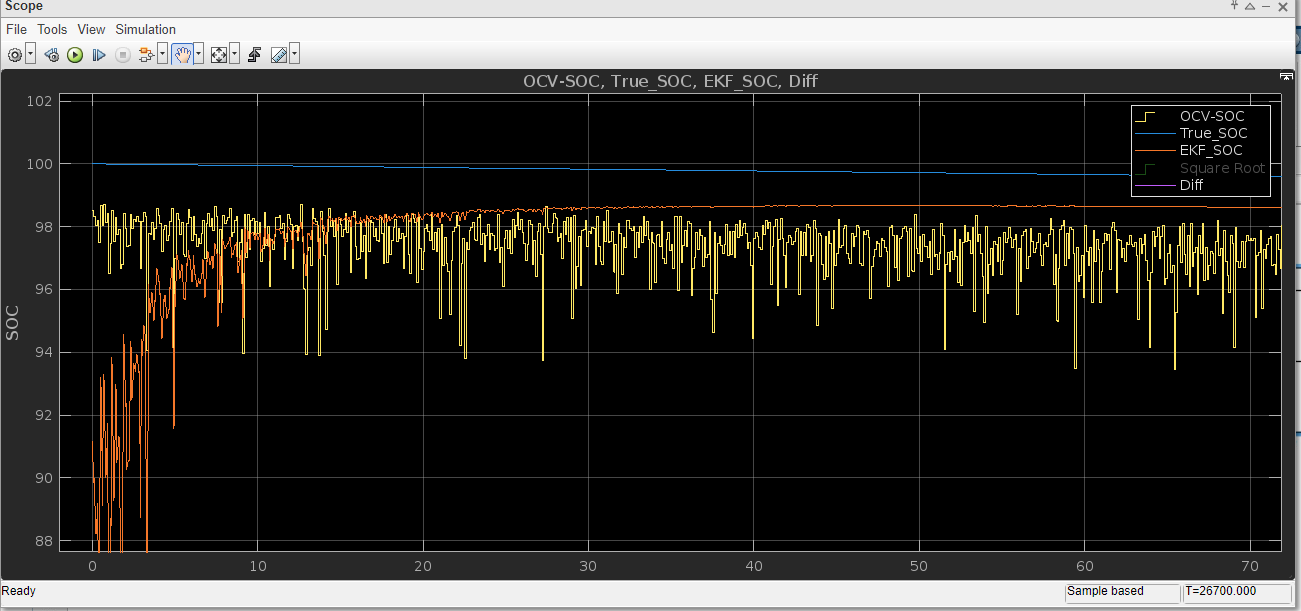 Scope
File Tools View Simulation
OCV-SOC, True_SOC, EKF_SOC, Diff
102
100
98
96
94
92
90
88
SOC
OCV-SOC
True_SOC
EKF_SOC
Square Root
Diff
0 10 20 30 40 50 60 70
Ready
Sample based
T=26700.000